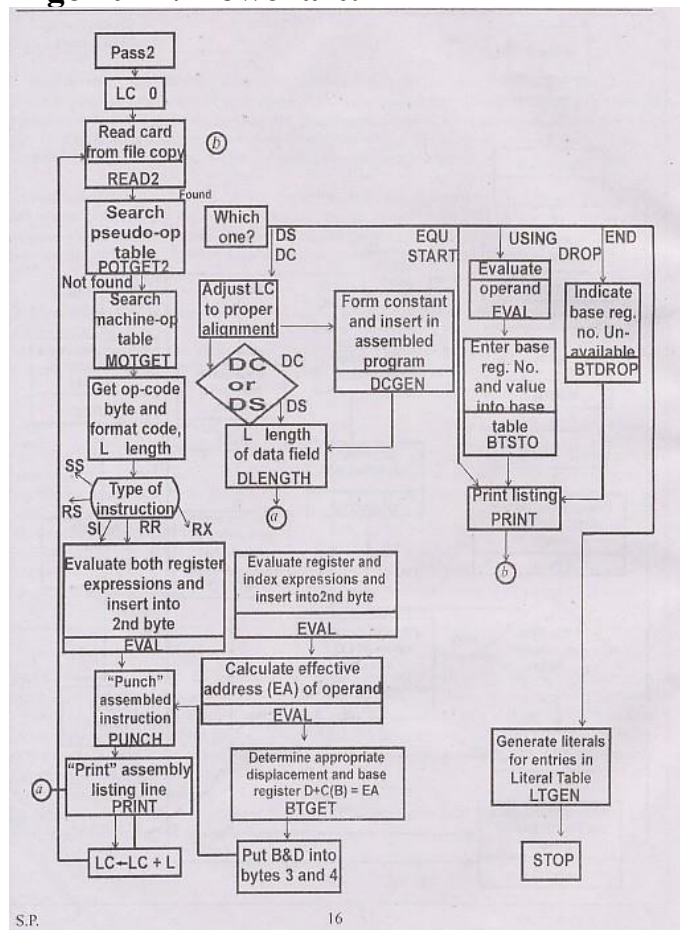 Pass2
LC 0
Read card
from file copy
READ2
b
Found
Search
pseudo-op
table
POTGET2
Not found
Search
machine-op
table
MOTGET
Get op-code
byte and
format code,
L length
SS
Type of
instruction
RS
SI
RR
RX
Evaluate both register
expressions and
insert into
2nd byte
EVAL
"Punch"
assembled
instruction
PUNCH
a
"Print" assembly
listing line
PRINT
LC←LC + L
Which
one?
DS
DC
Adjust LC
to proper
alignment
DC
or
DS
DC
DS
L length
of data field
DLENGTH
a
Form constant
and insert in
assembled
program
DCGEN
EQU
START
USING
Evaluate
operand
EVAL
Enter base
reg. No.
and value
into base
table
BTSTO
DROP
END
Indicate
base reg.
no. Un-
available
BTDROP
Print listing
PRINT
b
Evaluate register and
index expressions and
insert into2nd byte
EVAL
Calculate effective
address (EA) of operand
EVAL
Determine appropriate
displacement and base
register D+C(B) = EA
BTGET
Put B&D into
bytes 3 and 4
Generate literals
for entries in
Literal Table
LTGEN
STOP
S.P.
16